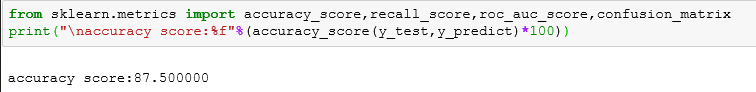 from sklearn.metrics import accuracy_score,recall_score,roc_auc_score,confusion_matrix
print("\naccuracy score:%f"%(accuracy_score(y_test,y_predict)*100))
accuracy score:87.500000